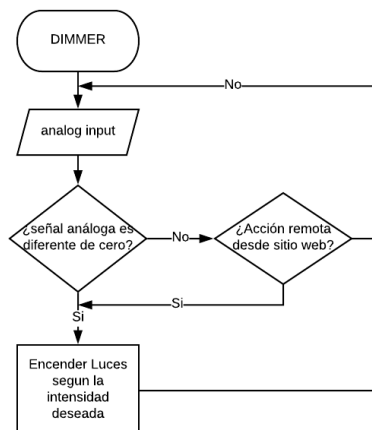 DIMMER
No
analog input
¿señal análoga es
diferente de cero?
No
¿Acción remota
desde sitio web?
Si
Si
Encender Luces
segun la
intensidad
deseada